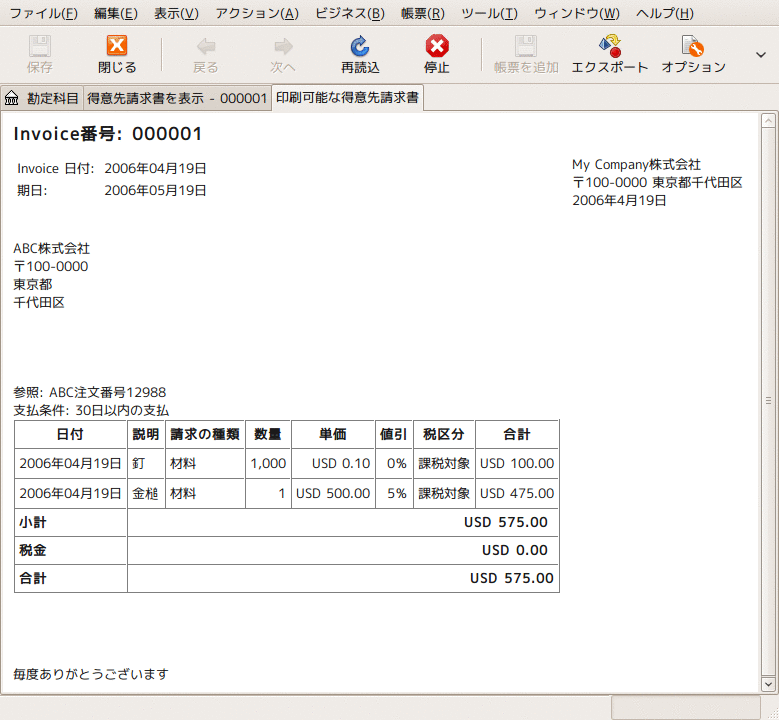 ファイル(F) 編集(E) 表示(V) アクション(A) ビジネス(B) 帳票(R) ツール(T) ウィンドウ(W) ヘルプ(H)
保存 閉じる 戻る 次へ 再読込 停止 帳票を追加 エクスポート オプション
勘定科目 得意先請求書を表示 - 000001 印刷可能な得意先請求書
Invoice番号: 000001
Invoice 日付: 2006年04月19日
期日: 2006年05月19日
My Company株式会社
〒100-0000 東京都千代田区
2006年4月19日
ABC株式会社
〒100-0000
東京都
千代田区
参照: ABC注文番号12988
支払条件: 30日以内の支払
日付 説明 請求の種類 数量 単価 値引 税区分 合計
2006年04月19日 釘 材料 1,000 USD 0.10 0% 課税対象 USD 100.00
2006年04月19日 金槌 材料 1 USD 500.00 5% 課税対象 USD 475.00
小計 USD 575.00
税金 USD 0.00
合計 USD 575.00
毎度ありがとうございます